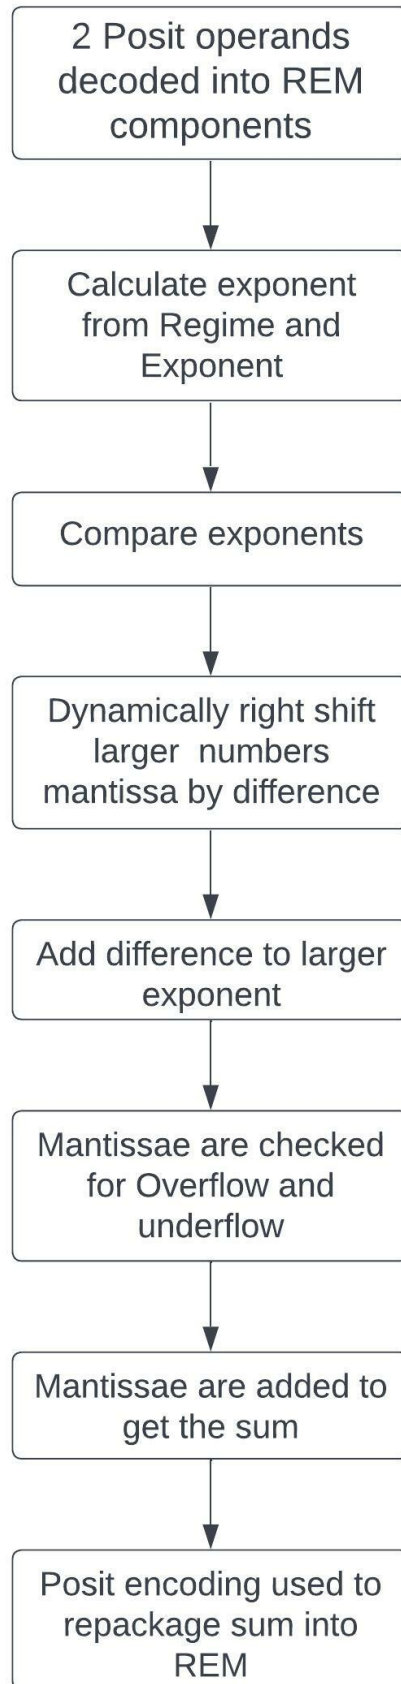 2 Posit operands
decoded into REM
components
Calculate exponent
from Regime and
Exponent
Compare exponents
Dynamically right shift
larger numbers
mantissa by difference
Add difference to larger
exponent
Mantissae are checked
for Overflow and
underflow
Mantissae are added to
get the sum
Posit encoding used to
repackage sum into
REM